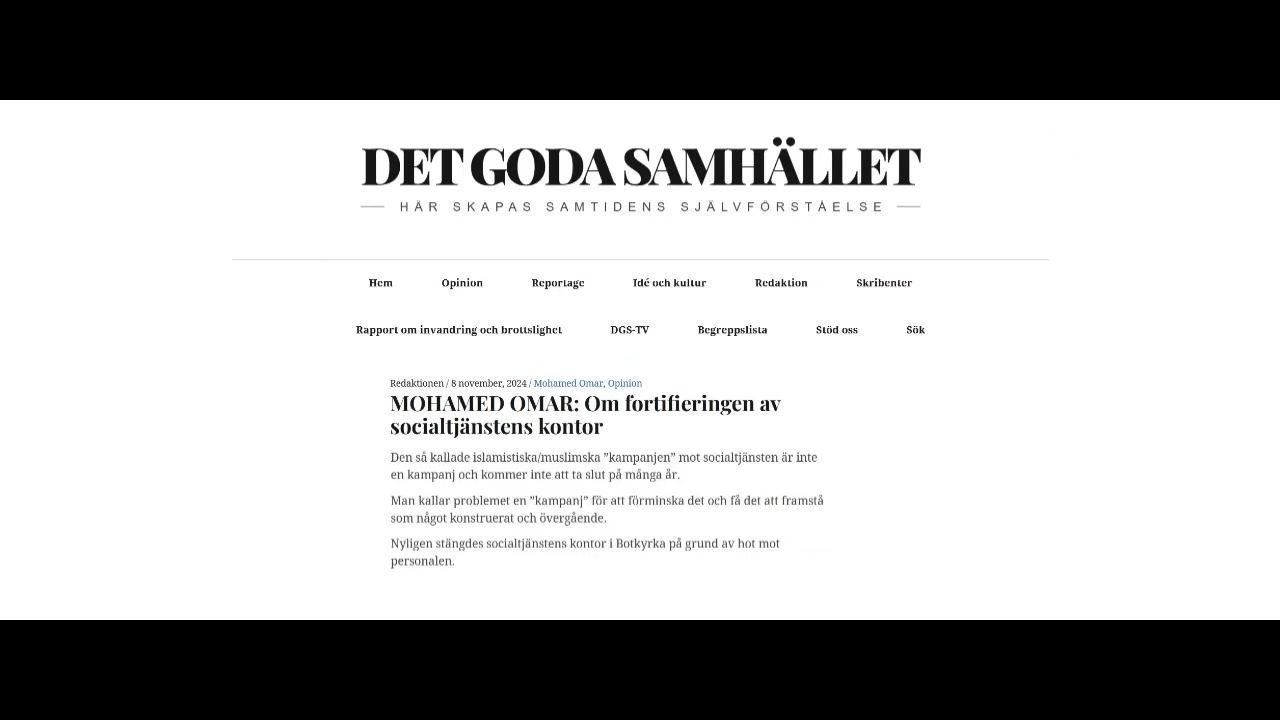 DET GODA SAMHÄLLET
HÄR SKAPAS SAMTIDENS SJÄLVFÖRSTÅELSE
Hem Opinion Reportage Idé och kultur Redaktion Skribenter
Rapport om invandring och brottslighet DGS-TV Begreppslista Stöd oss Sök
Redaktionen / 8 november, 2024 / Mohamed Omar, Opinion
MOHAMED OMAR: Om fortifieringen av
socialtjänstens kontor
Den så kallade islamistiska/muslimska ”kampanjen” mot socialtjänsten är inte
en kampanj och kommer inte att ta slut på många år.
Man kallar problemet en ”kampanj” för att förminska det och få det att framstå
som något konstruerat och övergående.
Nyligen stängdes socialtjänstens kontor i Botkyrka på grund av hot mot
personalen.